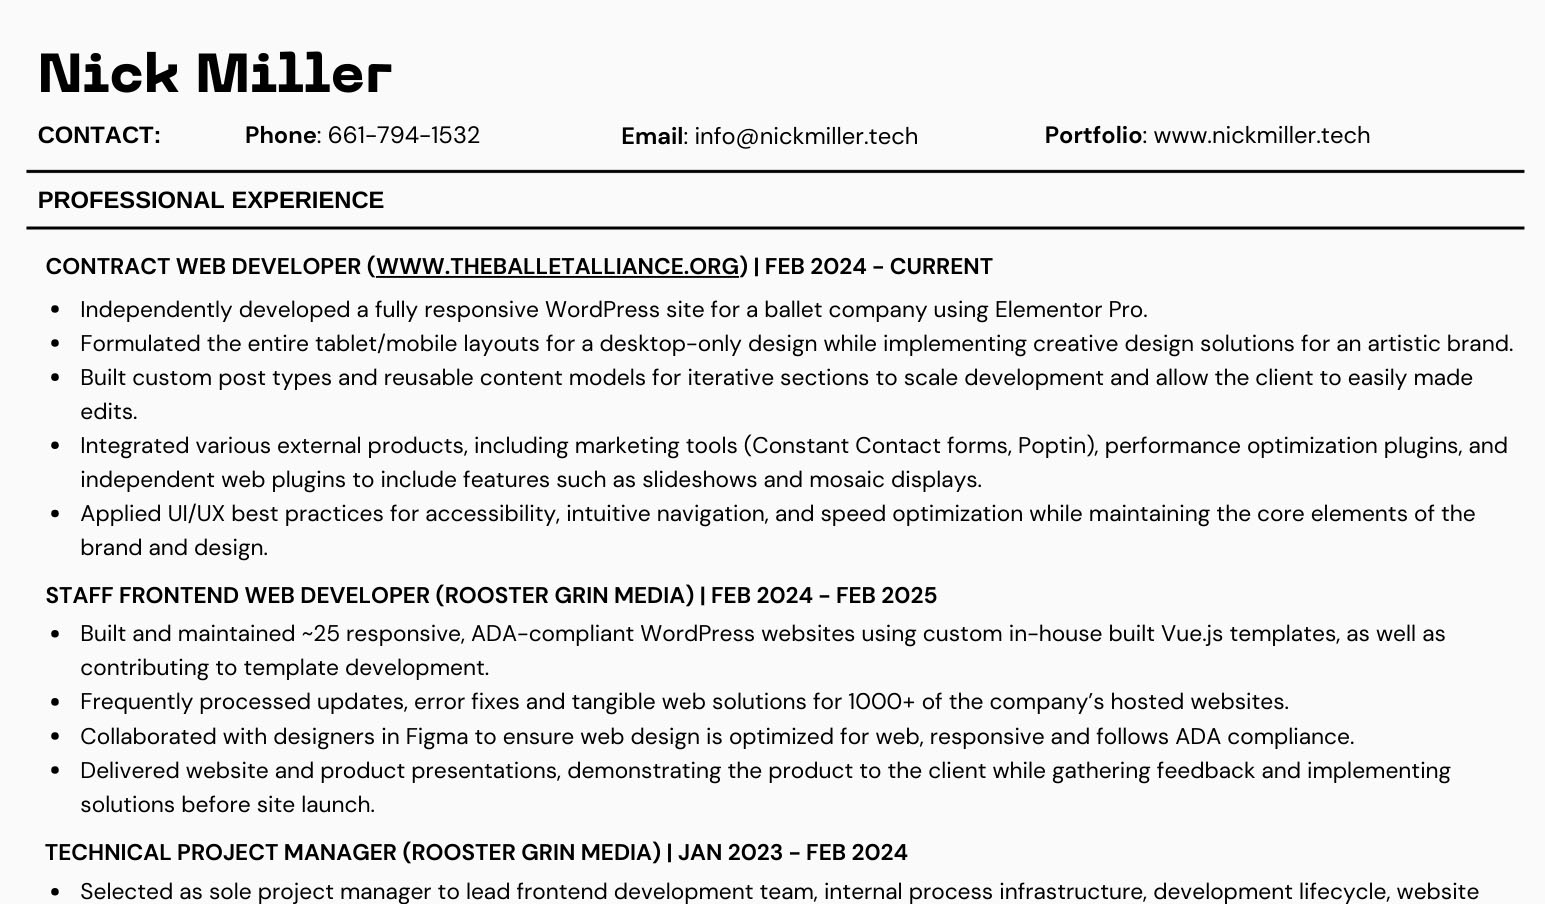 Nick Miller
CONTACT: Phone: 661-794-1532 Email: info@nickmiller.tech Portfolio: www.nickmiller.tech
PROFESSIONAL EXPERIENCE
CONTRACT WEB DEVELOPER (WWW.THEBALLETALLIANCE.ORG) | FEB 2024 – CURRENT
• Independently developed a fully responsive WordPress site for a ballet company using Elementor Pro.
• Formulated the entire tablet/mobile layouts for a desktop-only design while implementing creative design solutions for an artistic brand.
• Built custom post types and reusable content models for iterative sections to scale development and allow the client to easily made
edits.
• Integrated various external products, including marketing tools (Constant Contact forms, Poptin), performance optimization plugins, and
independent web plugins to include features such as slideshows and mosaic displays.
• Applied UI/UX best practices for accessibility, intuitive navigation, and speed optimization while maintaining the core elements of the
brand and design.
STAFF FRONTEND WEB DEVELOPER (ROOSTER GRIN MEDIA) | FEB 2024 – FEB 2025
• Built and maintained ~25 responsive, ADA-compliant WordPress websites using custom in-house built Vue.js templates, as well as
contributing to template development.
• Frequently processed updates, error fixes and tangible web solutions for 1000+ of the company’s hosted websites.
• Collaborated with designers in Figma to ensure web design is optimized for web, responsive and follows ADA compliance.
• Delivered website and product presentations, demonstrating the product to the client while gathering feedback and implementing
solutions before site launch.
TECHNICAL PROJECT MANAGER (ROOSTER GRIN MEDIA) | JAN 2023 – FEB 2024
• Selected as sole project manager to lead frontend development team, internal process infrastructure, development lifecycle, website